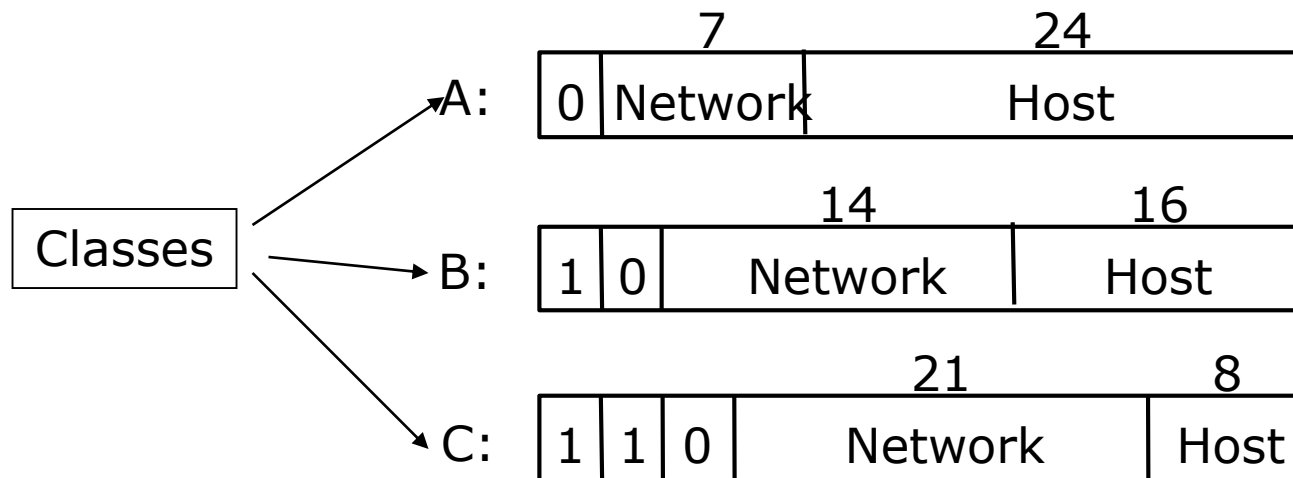 7 24
A: 0 Network Host
14 16
Classes
B: 1 0 Network Host
21 8
C: 1 1 0 Network Host